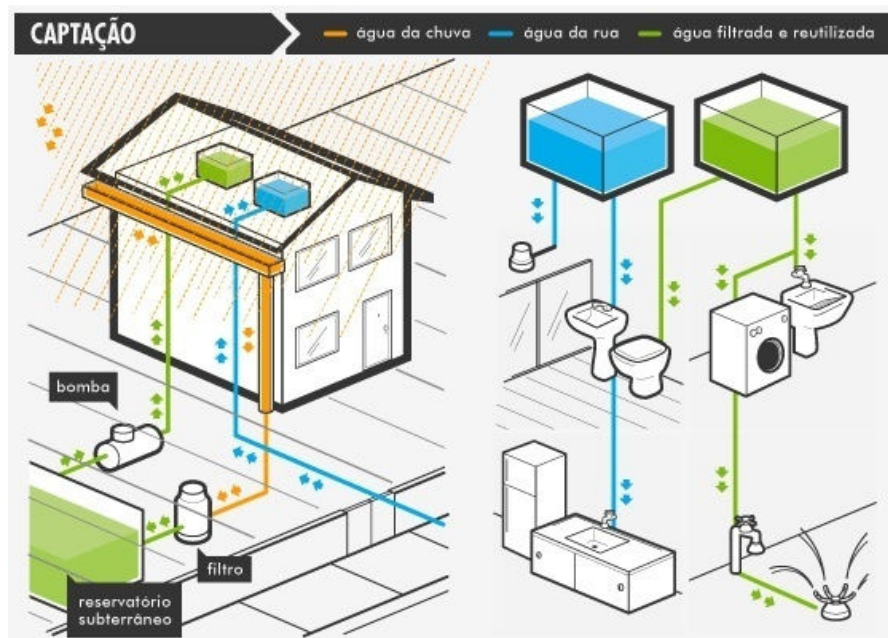 CAPTAÇÃO
água da chuva
água da rua
água filtrada e reutilizada
bomba
filtro
reservatório
subterrâneo